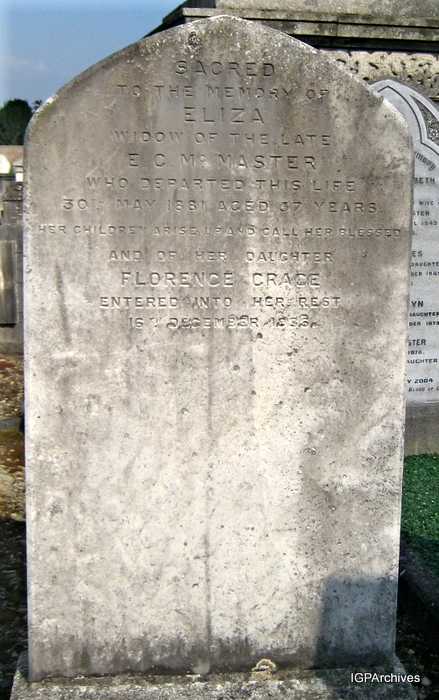 SACRED
TO THE MEMORY OF
ELIZA
WIDOW OF THE LATE
E. C. Mc MASTER
WHO DEPARTED THIS LIFE
30TH MAY 1881 AGED 37 YEARS.
HER CHILDREN ARISE UP AND CALL HER BLESSED
AND OF HER DAUGHTER
FLORENCE GRACE
ENTERED INTO HER REST
16TH DECEMBER
IGPArchives